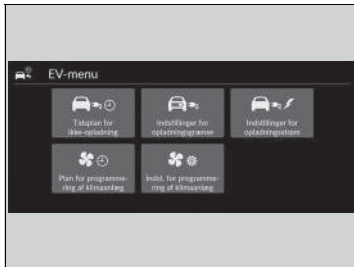 EV-menu
Tidsplan for
ikke-opladning
Indstillinger for
opladningsgrænse
Indstillinger for
opladningsstrøm
Plan for programme-
ring af klimaanlæg
Indst. for programme-
ring af klimaanlæg